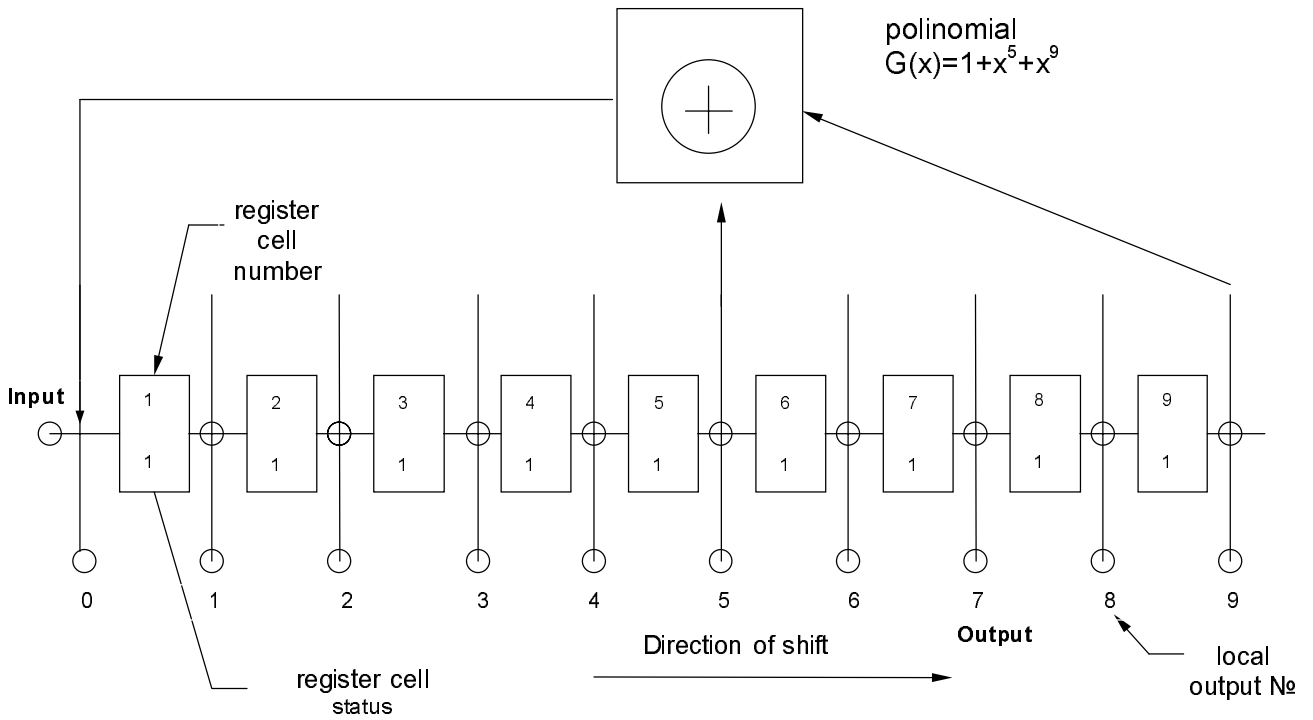 polinomial
G(x)=1+x⁵+x⁹
register
cell
number
Input
1 2 3 4 5 6 7 8 9
1 1 1 1 1 1 1 1 1
0 1 2 3 4 5 6 7 8 9
Output
Direction of shift
local
output №
register cell
status